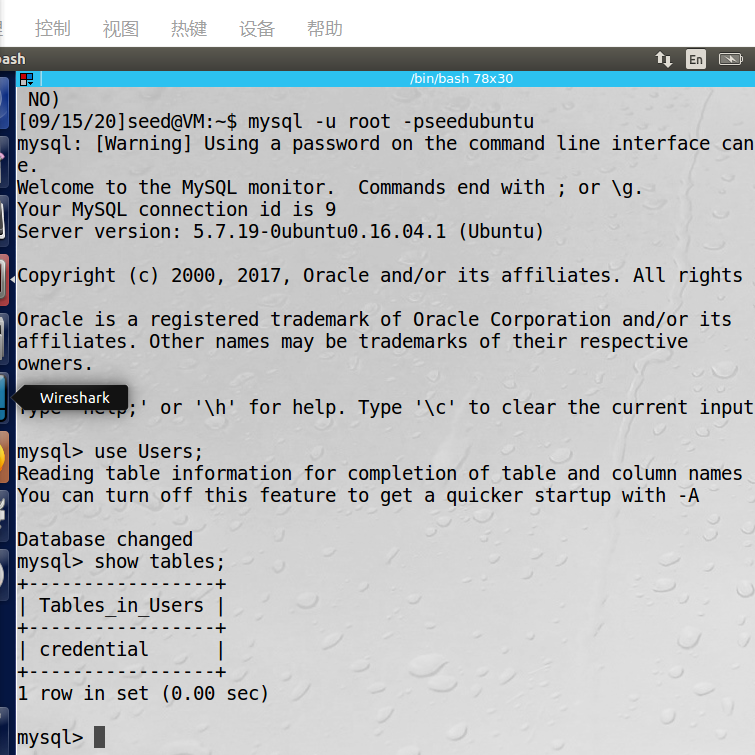 控制 视图 热键 设备 帮助
ash En
/bin/bash 78x30
NO)
[09/15/20]seed@VM:~$ mysql -u root -pseedubuntu
mysql: [Warning] Using a password on the command line interface can
e.
Welcome to the MySQL monitor.  Commands end with ; or \g.
Your MySQL connection id is 9
Server version: 5.7.19-0ubuntu0.16.04.1 (Ubuntu)
Copyright (c) 2000, 2017, Oracle and/or its affiliates. All rights
Oracle is a registered trademark of Oracle Corporation and/or its
affiliates. Other names may be trademarks of their respective
owners.
Wireshark
Type 'help;' or '\h' for help. Type '\c' to clear the current input
mysql> use Users;
Reading table information for completion of table and column names
You can turn off this feature to get a quicker startup with -A
Database changed
mysql> show tables;
+-----------------+
| Tables_in_Users |
+-----------------+
| credential      |
+-----------------+
1 row in set (0.00 sec)
mysql>